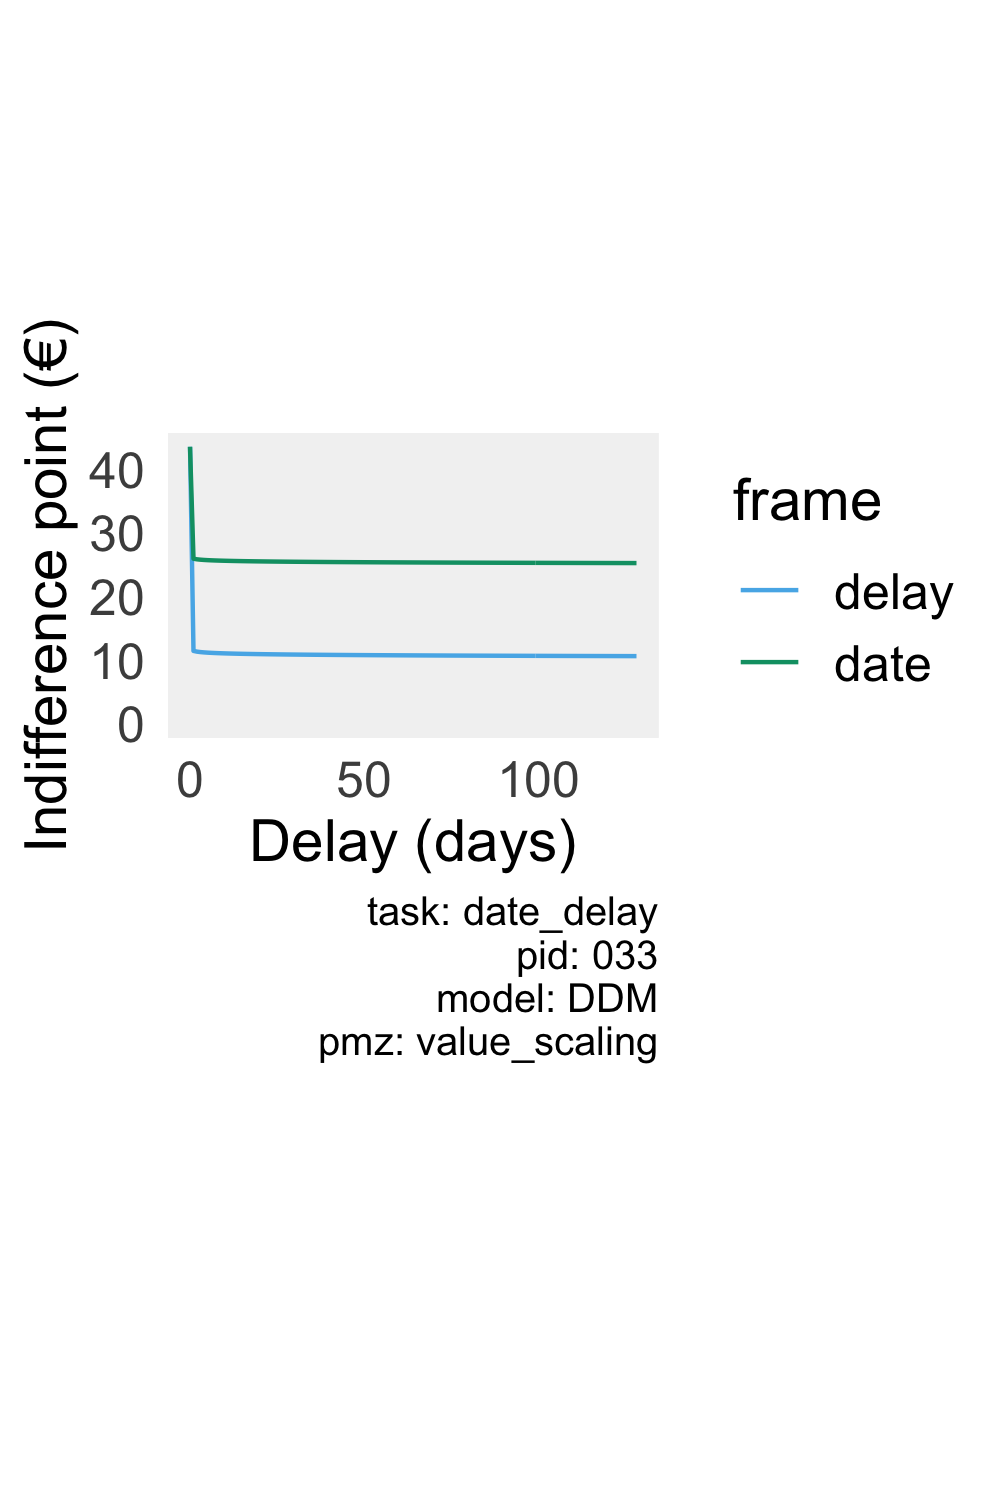 Indifference point (€)
40
30
20
10
0
0 50 100
Delay (days)
frame
delay
date
task: date_delay
pid: 033
model: DDM
pmz: value_scaling